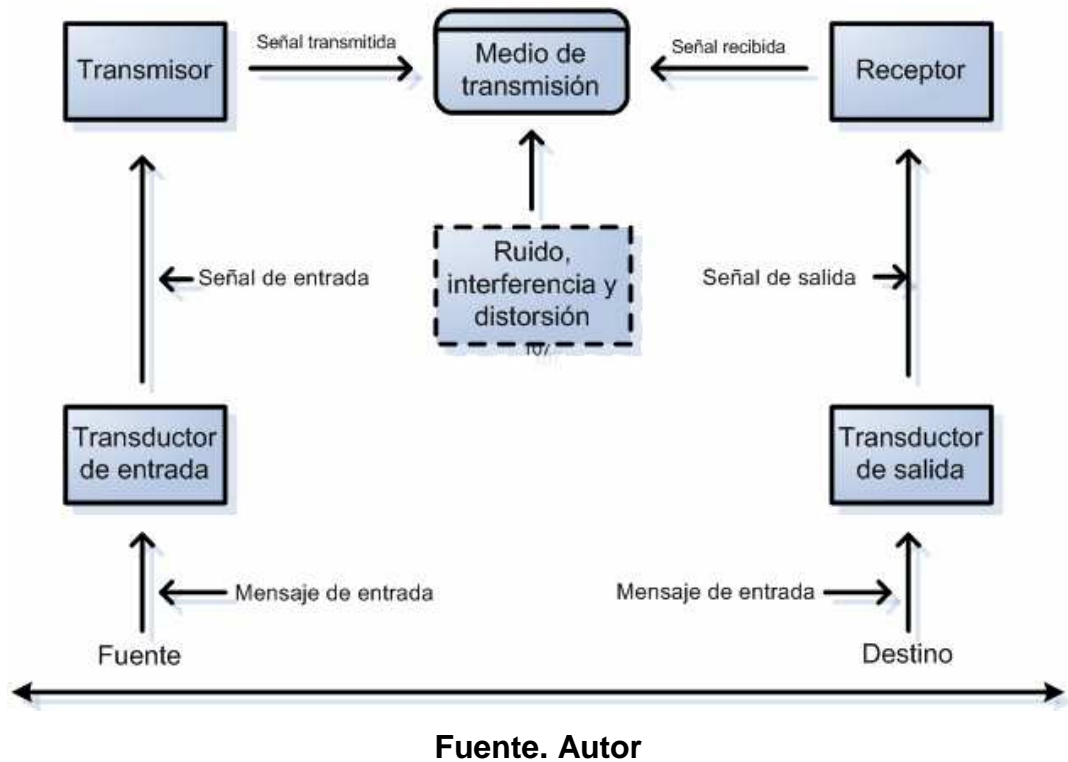 Transmisor
Señal transmitida
Medio de
transmisión
Señal recibida
Receptor
Ruido,
interferencia y
distorsión
107
Señal de entrada
Señal de salida
Transductor
de entrada
Transductor
de salida
Mensaje de entrada
Mensaje de entrada
Fuente
Destino
Fuente. Autor